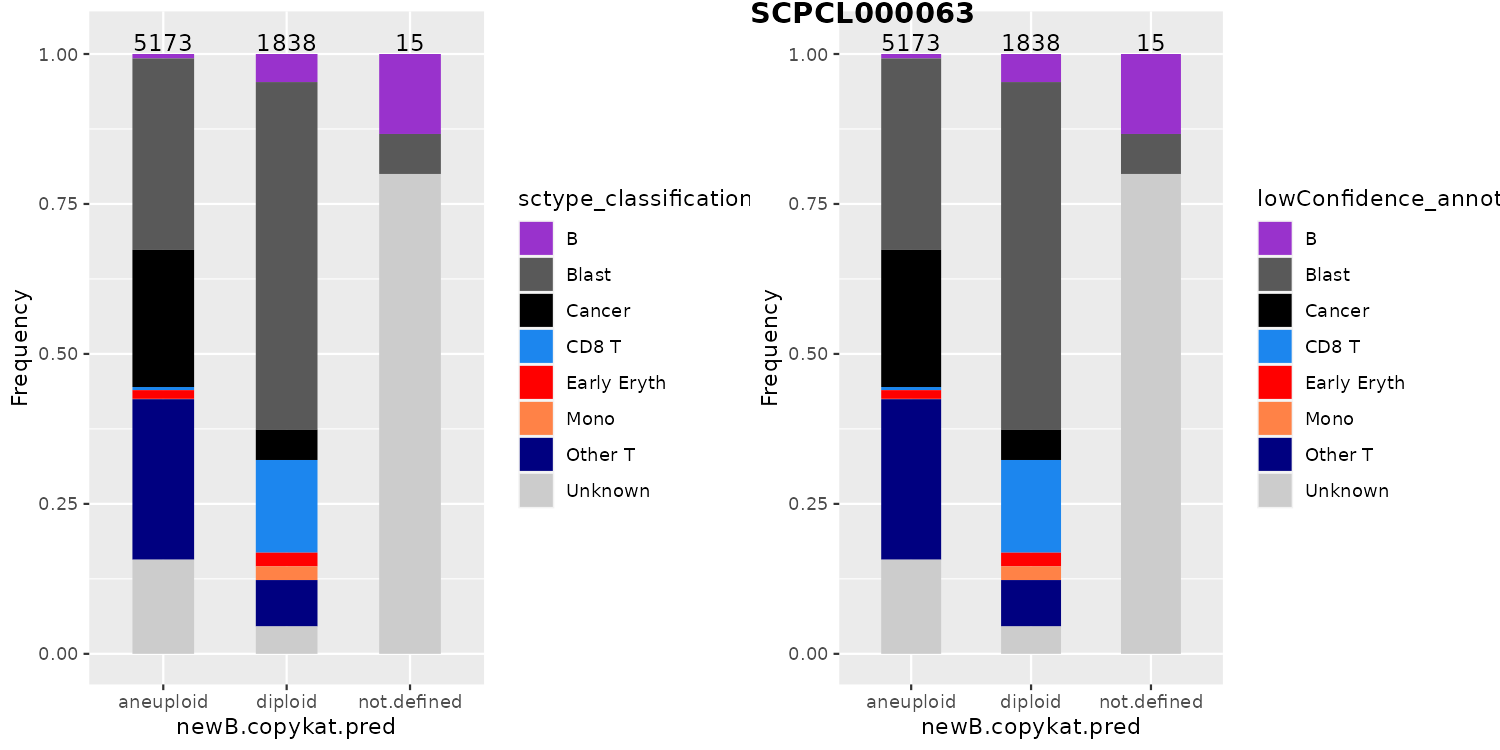 SCPCL000063
5173 1838 15
1.00
0.75
0.50
0.25
0.00
Frequency
aneuploid diploid not.defined
newB.copykat.pred
sctype_classification
B
Blast
Cancer
CD8 T
Early Eryth
Mono
Other T
Unknown
5173 1838 15
1.00
0.75
0.50
0.25
0.00
Frequency
aneuploid diploid not.defined
newB.copykat.pred
lowConfidence_annot
B
Blast
Cancer
CD8 T
Early Eryth
Mono
Other T
Unknown